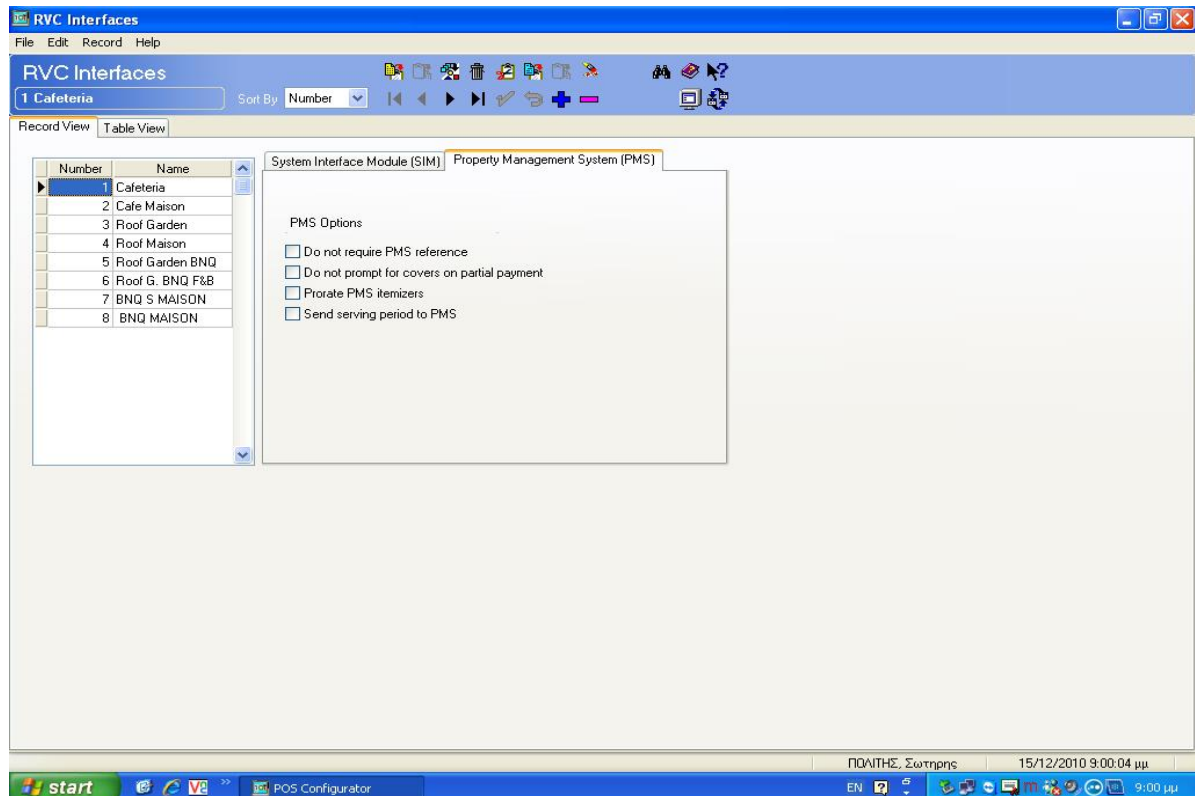 RVC Interfaces
File Edit Record Help
RVC Interfaces
1 Cafeteria
Sort By Number
Record View Table View
Number Name
1 Cafeteria
2 Cafe Maison
3 Roof Garden
4 Roof Maison
5 Roof Garden BNQ
6 Roof G. BNQ F&B
7 BNQ S MAISON
8 BNQ MAISON
System Interface Module (SIM) Property Management System (PMS)
PMS Options
Do not require PMS reference
Do not prompt for covers on partial payment
Prorate PMS itemizers
Send serving period to PMS
ΠΟΛΙΤΗΣ, Σωτηρης 15/12/2010 9:00:04 μμ
start POS Configurator EN 9:00 μμ